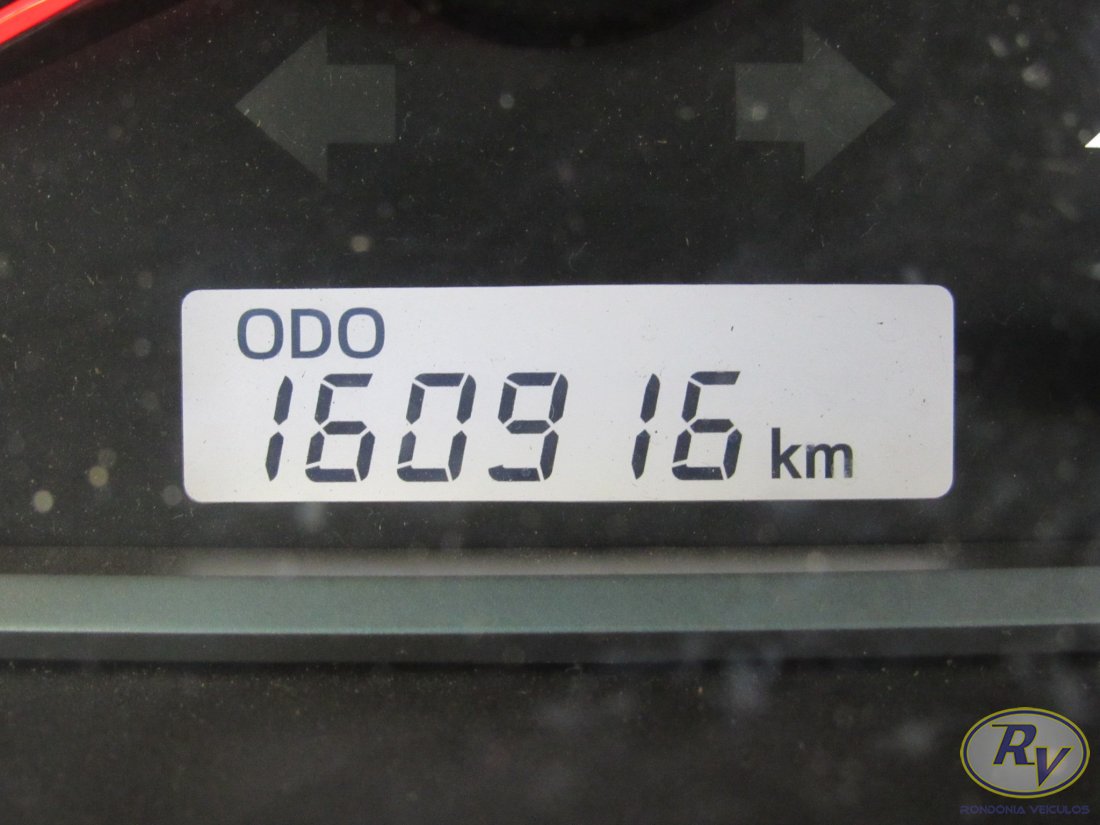 ODO
160916 km
RV
RONDONIA VEICULOS